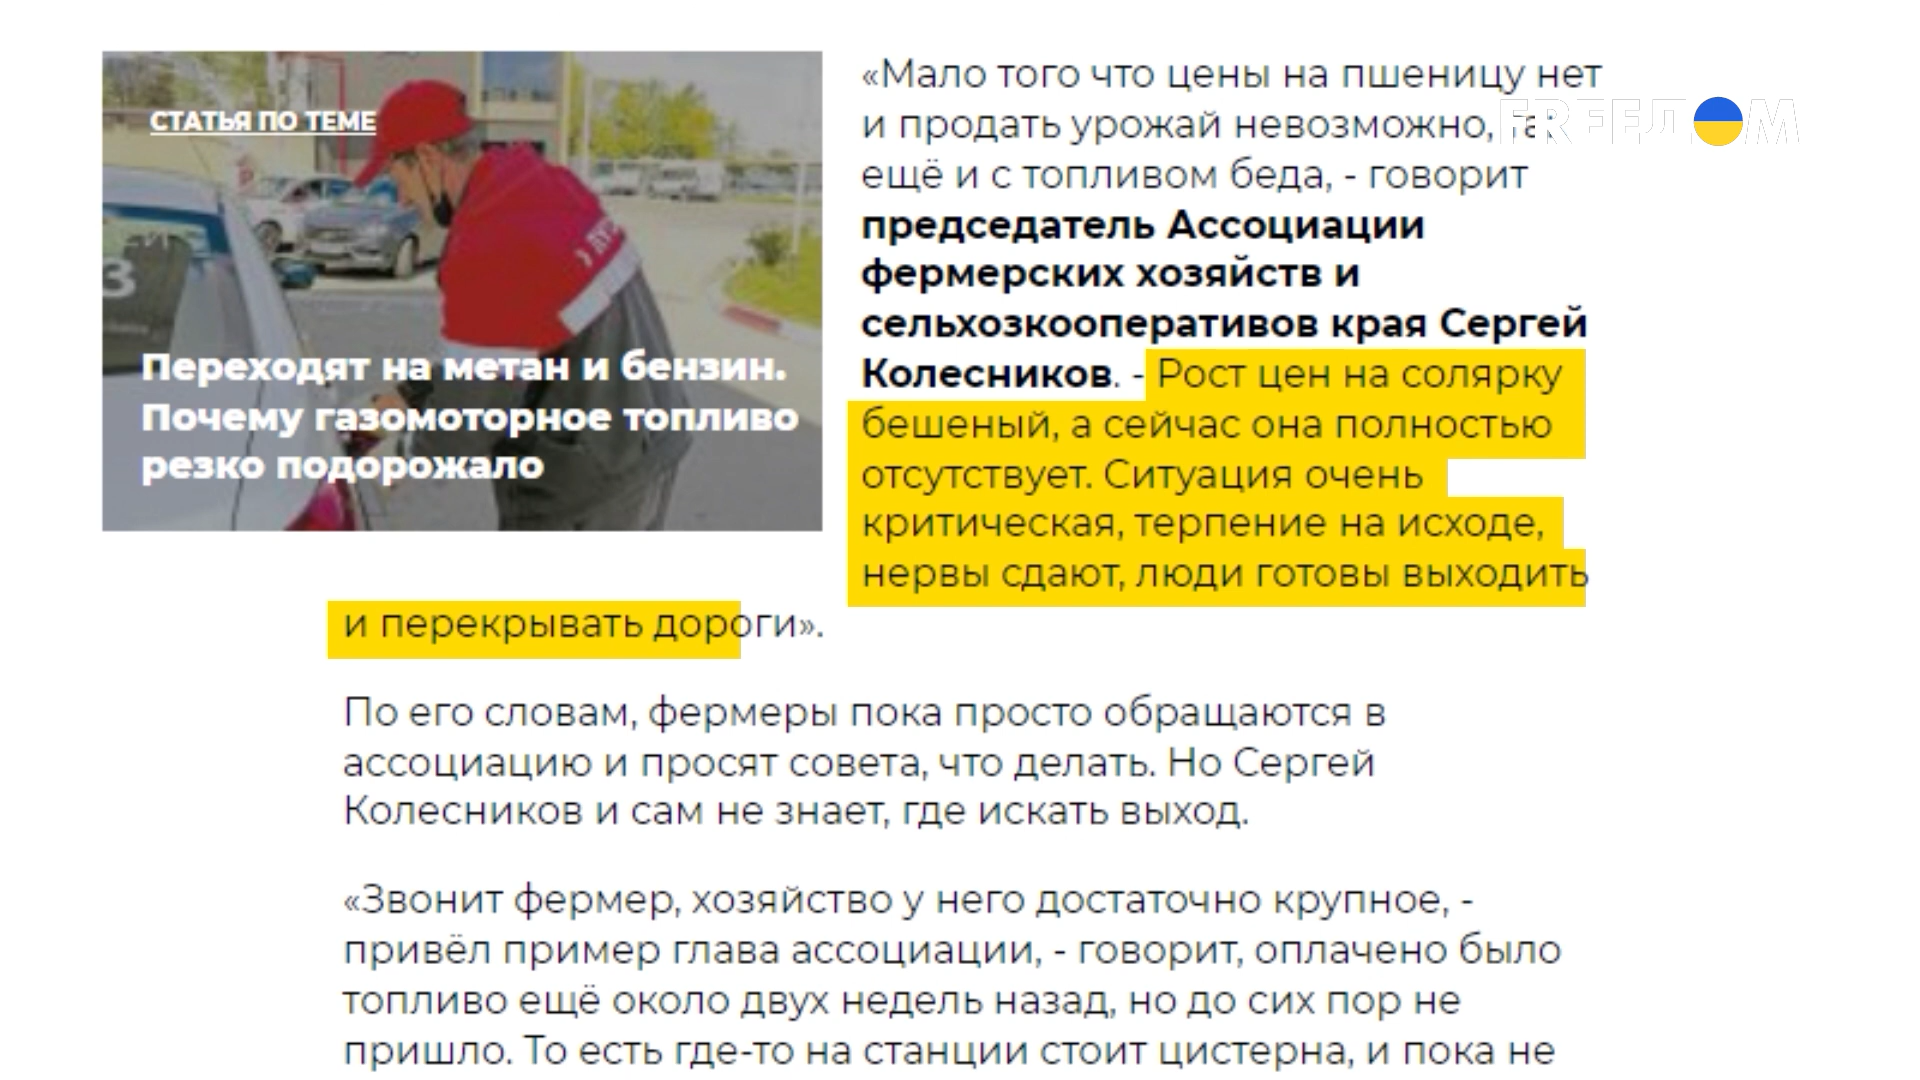 СТАТЬЯ ПО ТЕМЕ
Переходят на метан и бензин.
Почему газомоторное топливо
резко подорожало
«Мало того что цены на пшеницу нет
и продать урожай невозможно,
ещё и с топливом беда, - говорит
председатель Ассоциации
фермерских хозяйств и
сельхозкооперативов края Сергей
Колесников. - Рост цен на солярку
бешеный, а сейчас она полностью
отсутствует. Ситуация очень
критическая, терпение на исходе,
нервы сдают, люди готовы выходить
и перекрывать дороги».
По его словам, фермеры пока просто обращаются в
ассоциацию и просят совета, что делать. Но Сергей
Колесников и сам не знает, где искать выход.
«Звонит фермер, хозяйство у него достаточно крупное, -
привёл пример глава ассоциации, - говорит, оплачено было
топливо ещё около двух недель назад, но до сих пор не
пришло. То есть где-то на станции стоит цистерна, и пока не
FREEДОМ